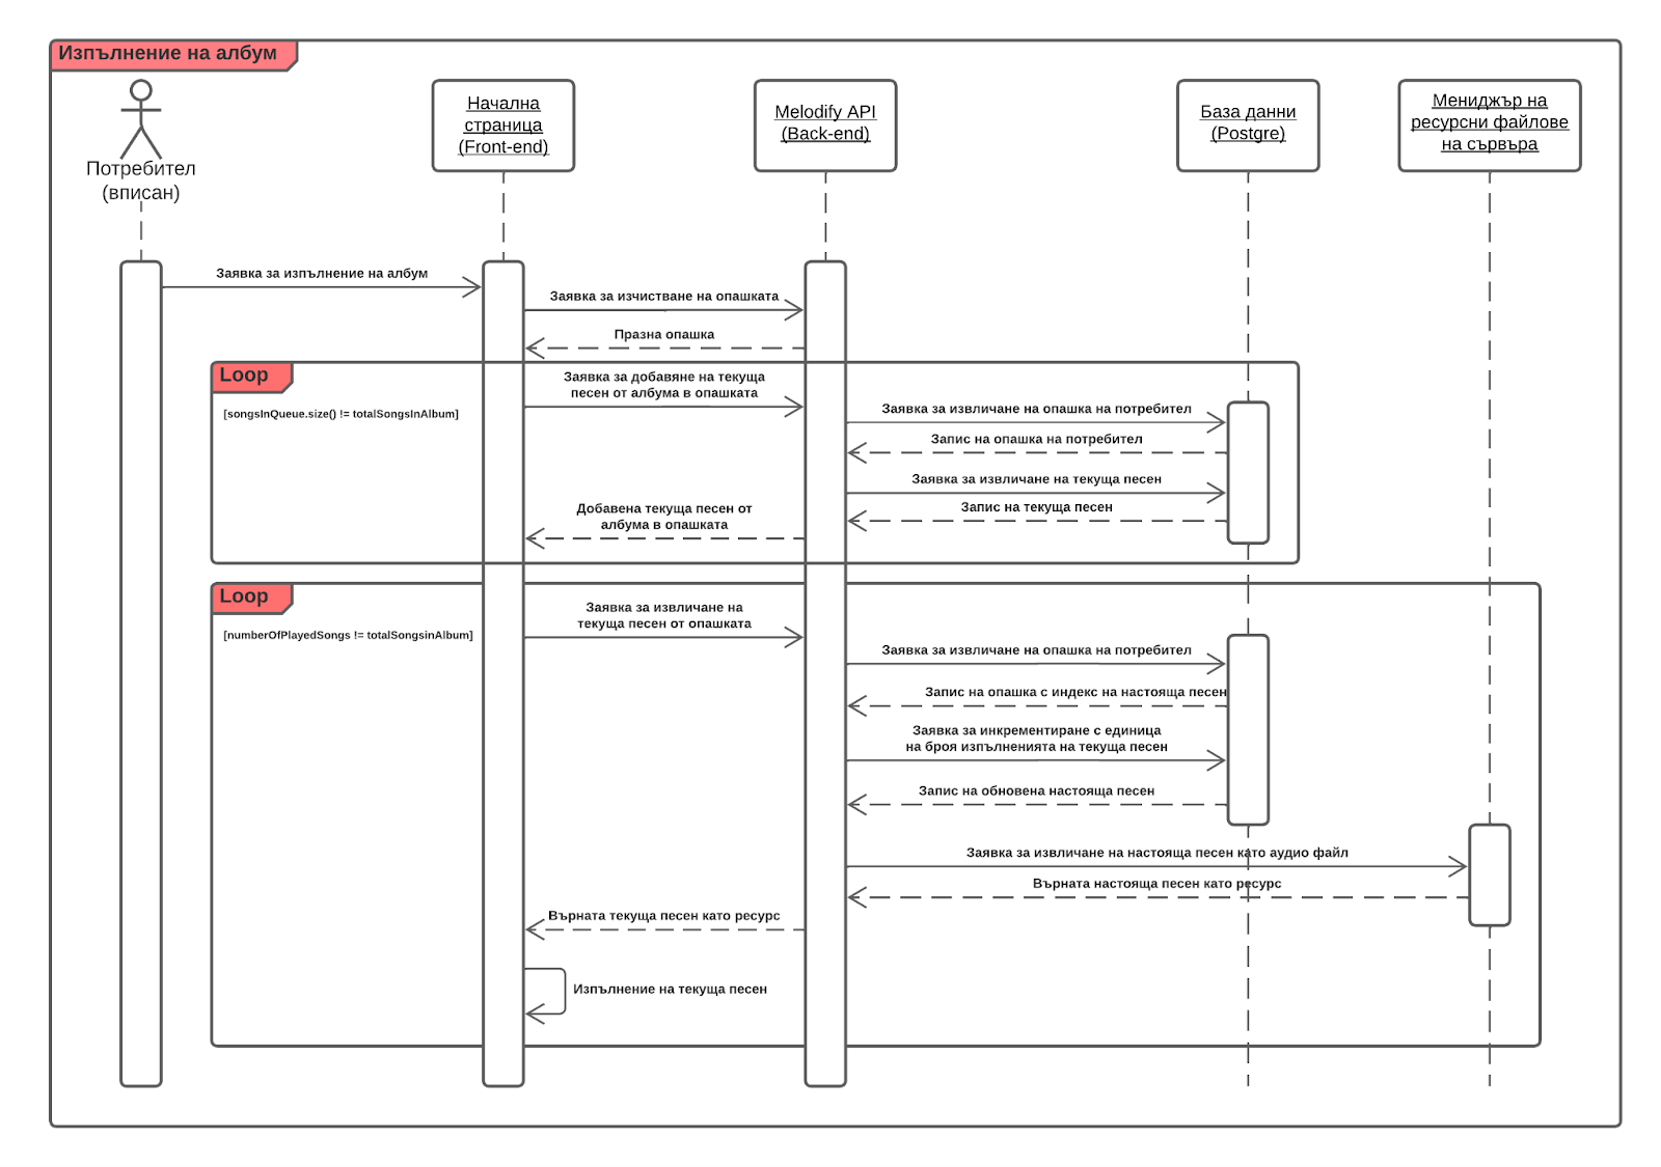 Изпълнение на албум
Потребител
(вписан)
Начална
страница
(Front-end)
Melodify API
(Back-end)
База данни
(Postgre)
Мениджър на
ресурсни файлове
на сървъра
Заявка за изпълнение на албум
Заявка за изчистване на опашката
Празна опашка
Loop
[songsInQueue.size() != totalSongsInAlbum]
Заявка за добавяне на текуща
песен от албума в опашката
Заявка за извличане на опашка на потребител
Запис на опашка на потребител
Заявка за извличане на текуща песен
Запис на текуща песен
Добавена текуща песен от
албума в опашката
Loop
[numberOfPlayedSongs != totalSongsinAlbum]
Заявка за извличане на
текуща песен от опашката
Заявка за извличане на опашка на потребител
Запис на опашка с индекс на настояща песен
Заявка за инкрементиране с единица
на броя изпълненията на текуща песен
Запис на обновена настояща песен
Заявка за извличане на настояща песен като аудио файл
Върната настояща песен като ресурс
Върната текуща песен като ресурс
Изпълнение на текуща песен